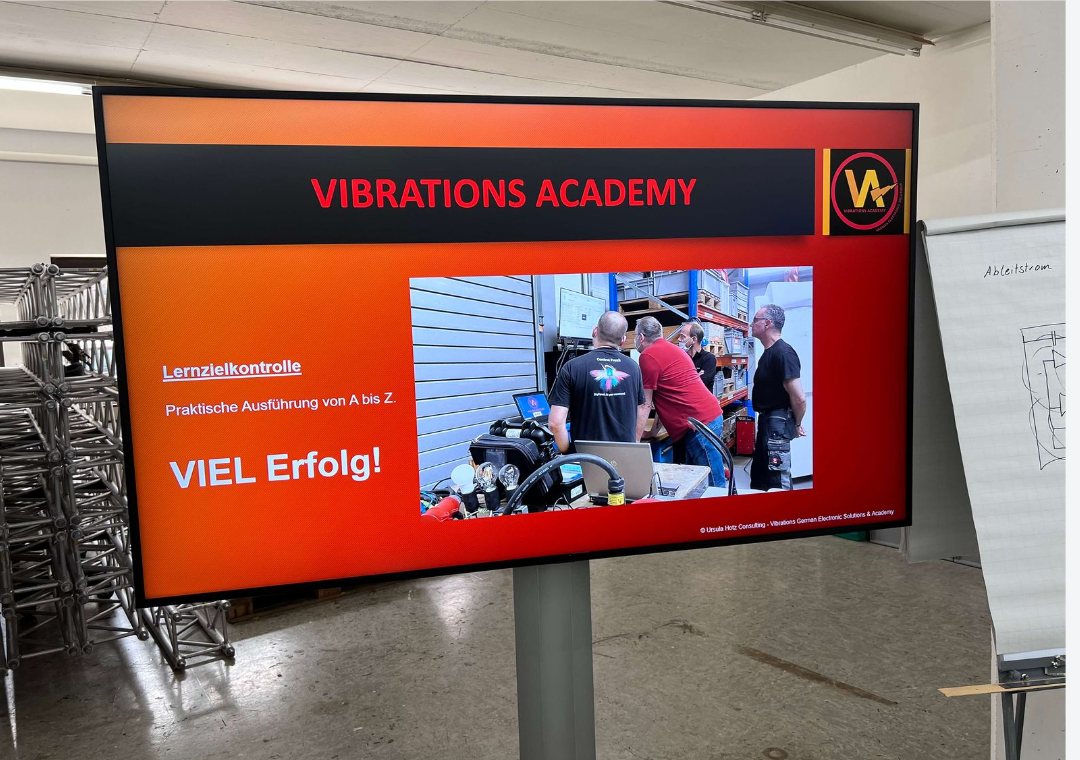 VIBRATIONS ACADEMY
VA
VIBRATIONS ACADEMY
Lernzielkontrolle
Praktische Ausführung von A bis Z.
VIEL Erfolg!
© Ursula Hotz Consulting - Vibrations German Electronic Solutions & Academy
Ableitstrom